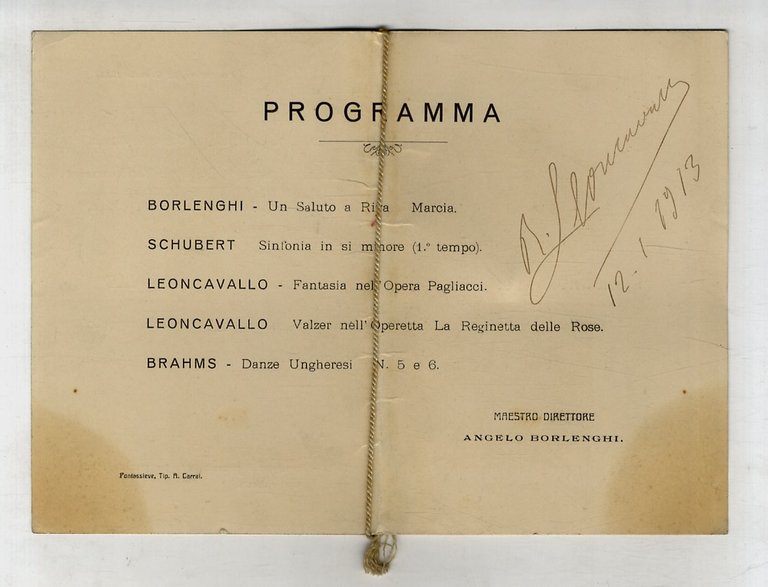 PROGRAMMA
BORLENGHI - Un Saluto a Riva Marcia.
SCHUBERT Sinfonia in si minore (1.° tempo).
LEONCAVALLO - Fantasia nell'Opera Pagliacci.
LEONCAVALLO Valzer nell'Operetta La Reginetta delle Rose.
BRAHMS - Danze Ungheresi N. 5 e 6.
R. Leoncavallo
12-1 1913
MAESTRO DIRETTORE
ANGELO BORLENGHI.
Pontassieve, Tip. A. Carrai.